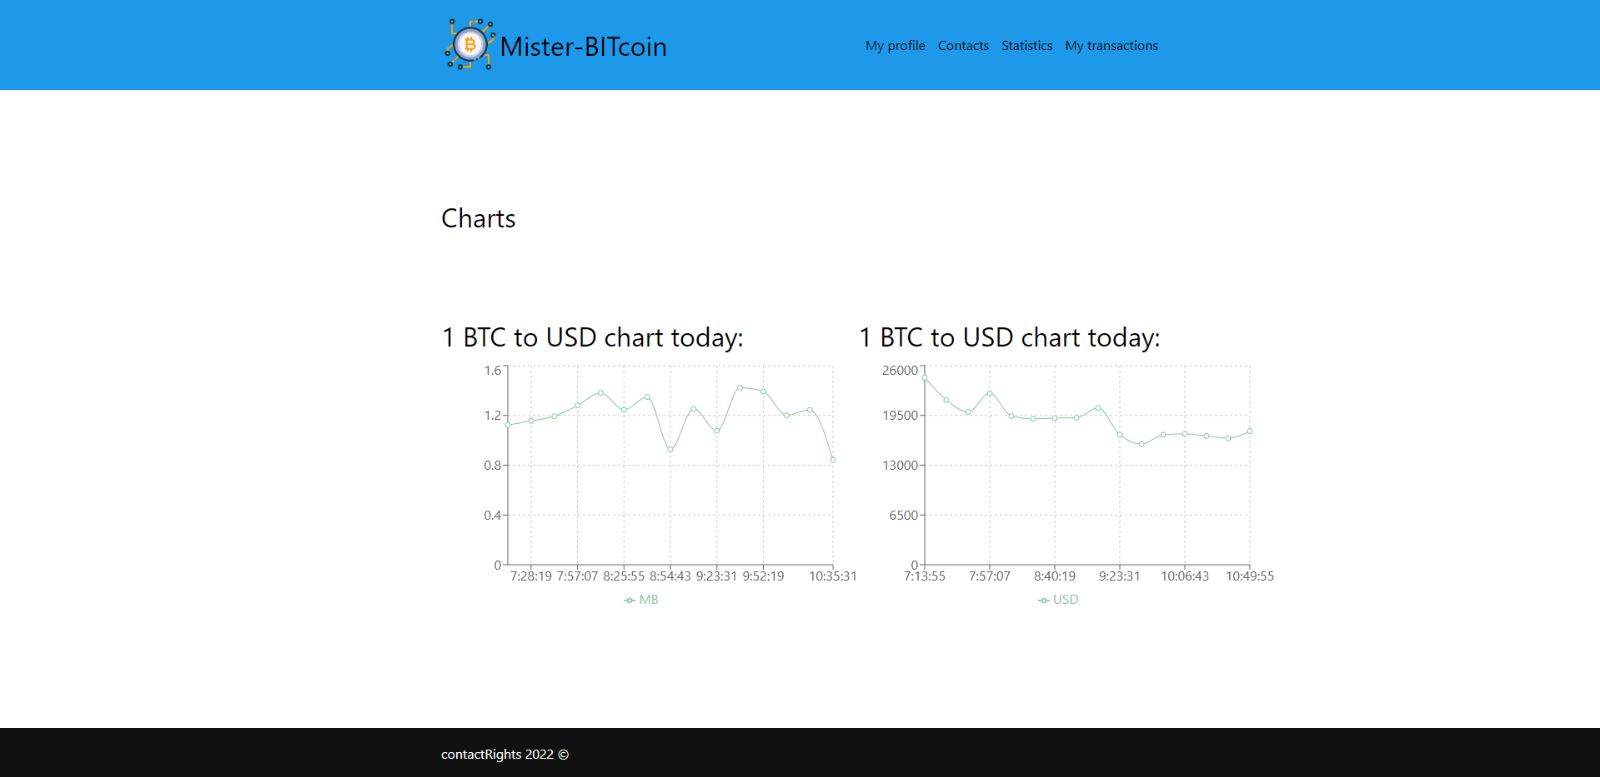 Mister-BITcoin
My profile Contacts Statistics My transactions
Charts
1 BTC to USD chart today:
1.6
1.2
0.8
0.4
0
7:28:19 7:57:07 8:25:55 8:54:43 9:23:31 9:52:19 10:35:31
MB
1 BTC to USD chart today:
26000
19500
13000
6500
0
7:13:55 7:57:07 8:40:19 9:23:31 10:06:43 10:49:55
USD
contactRights 2022 ©